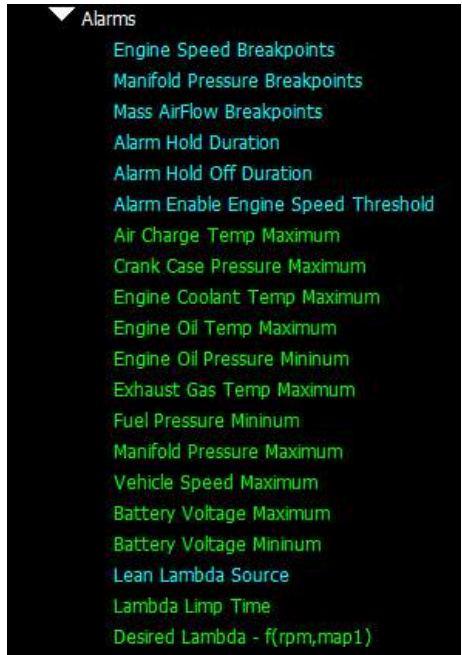 Alarms
Engine Speed Breakpoints
Manifold Pressure Breakpoints
Mass AirFlow Breakpoints
Alarm Hold Duration
Alarm Hold Off Duration
Alarm Enable Engine Speed Threshold
Air Charge Temp Maximum
Crank Case Pressure Maximum
Engine Coolant Temp Maximum
Engine Oil Temp Maximum
Engine Oil Pressure Mininum
Exhaust Gas Temp Maximum
Fuel Pressure Mininum
Manifold Pressure Maximum
Vehicle Speed Maximum
Battery Voltage Maximum
Battery Voltage Mininum
Lean Lambda Source
Lambda Limp Time
Desired Lambda - f(rpm,map1)